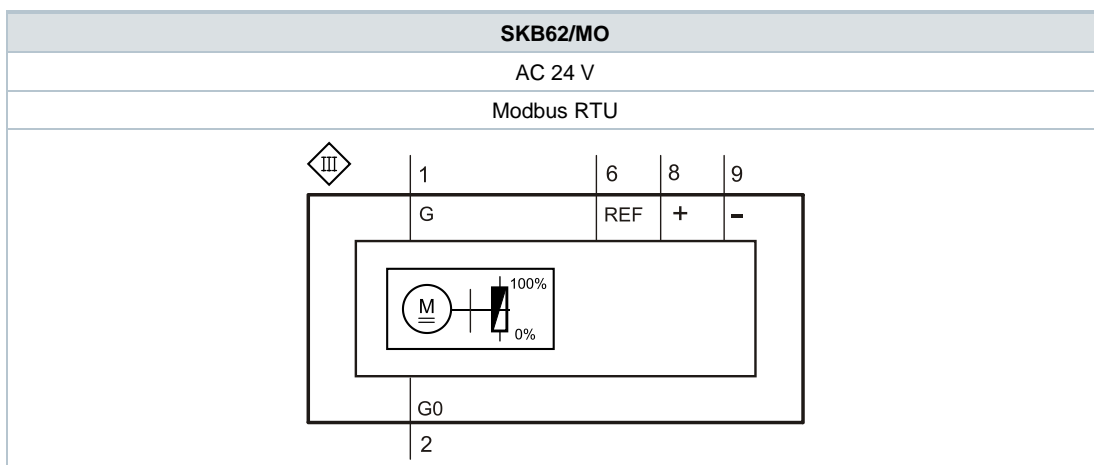 SKB62/MO
AC 24 V
Modbus RTU
III
1 6 8 9
G REF + -
100%
M
0%
G0
2